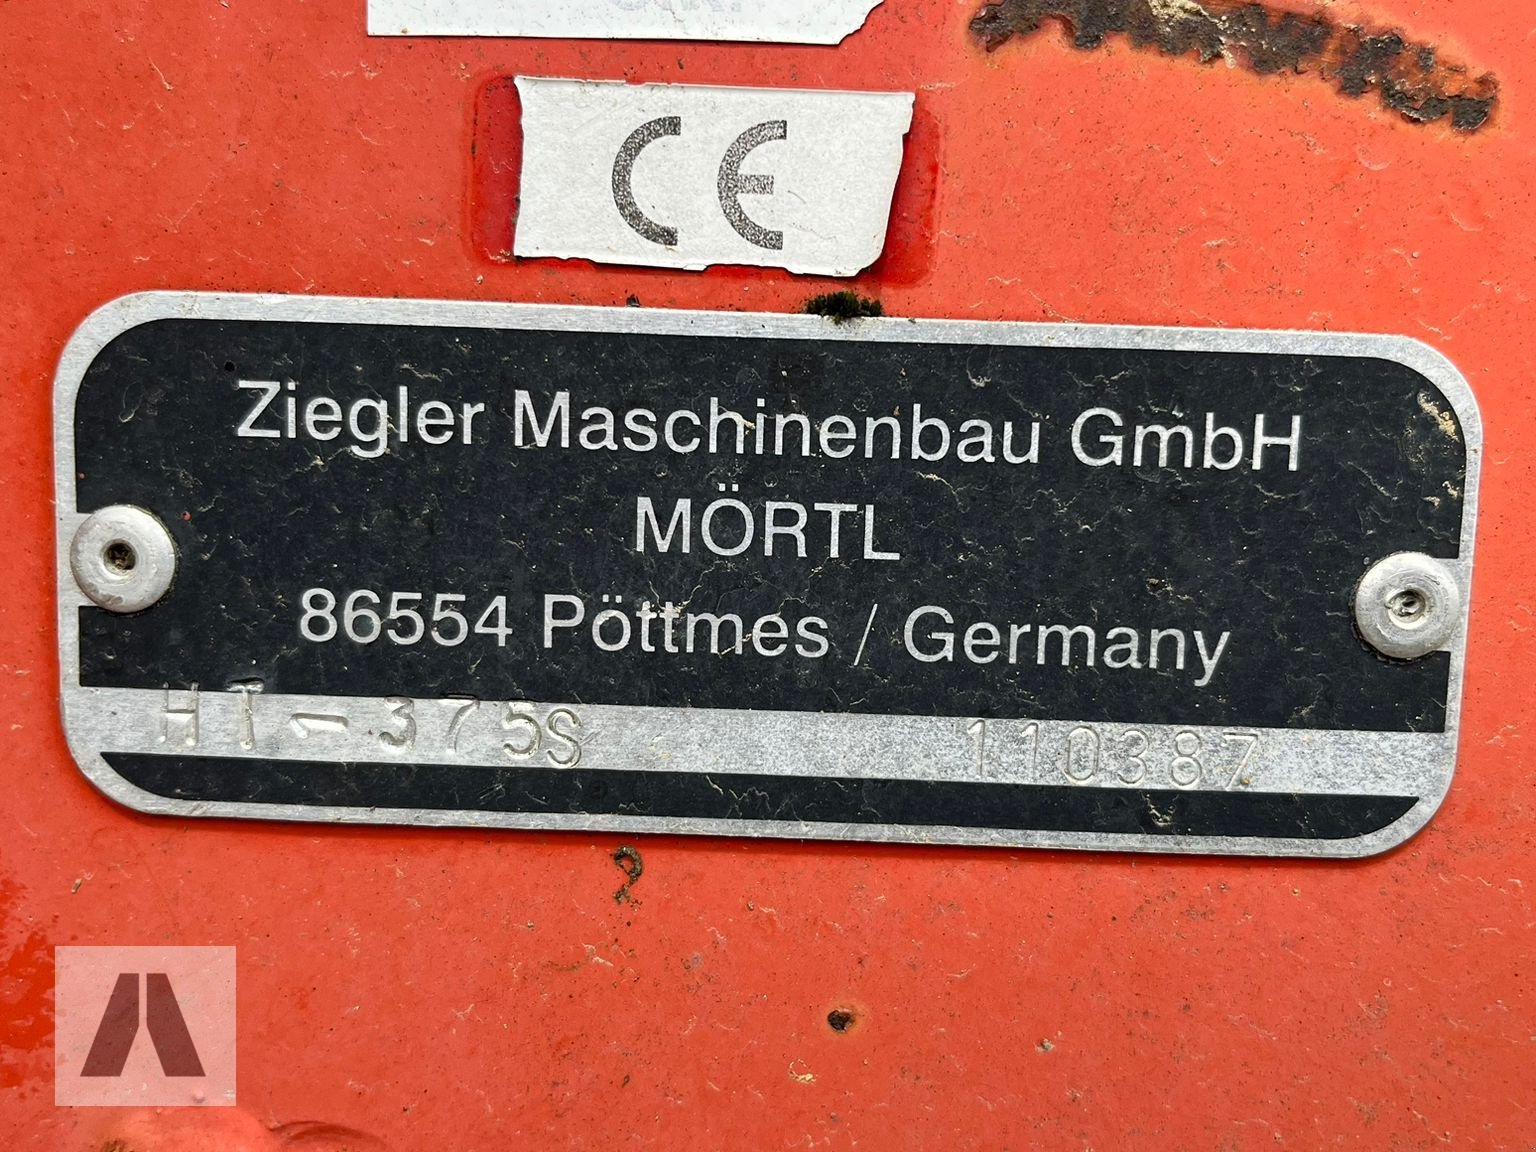 CE
Ziegler Maschinenbau GmbH
MÖRTL
86554 Pöttmes / Germany
HT-375S 110387